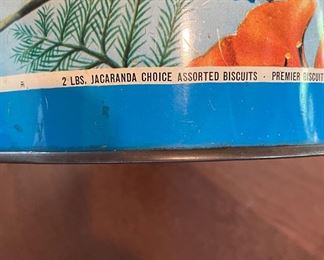 2 LBS. JACARANDA CHOICE ASSORTED BISCUITS - PREMIER BISCUIT